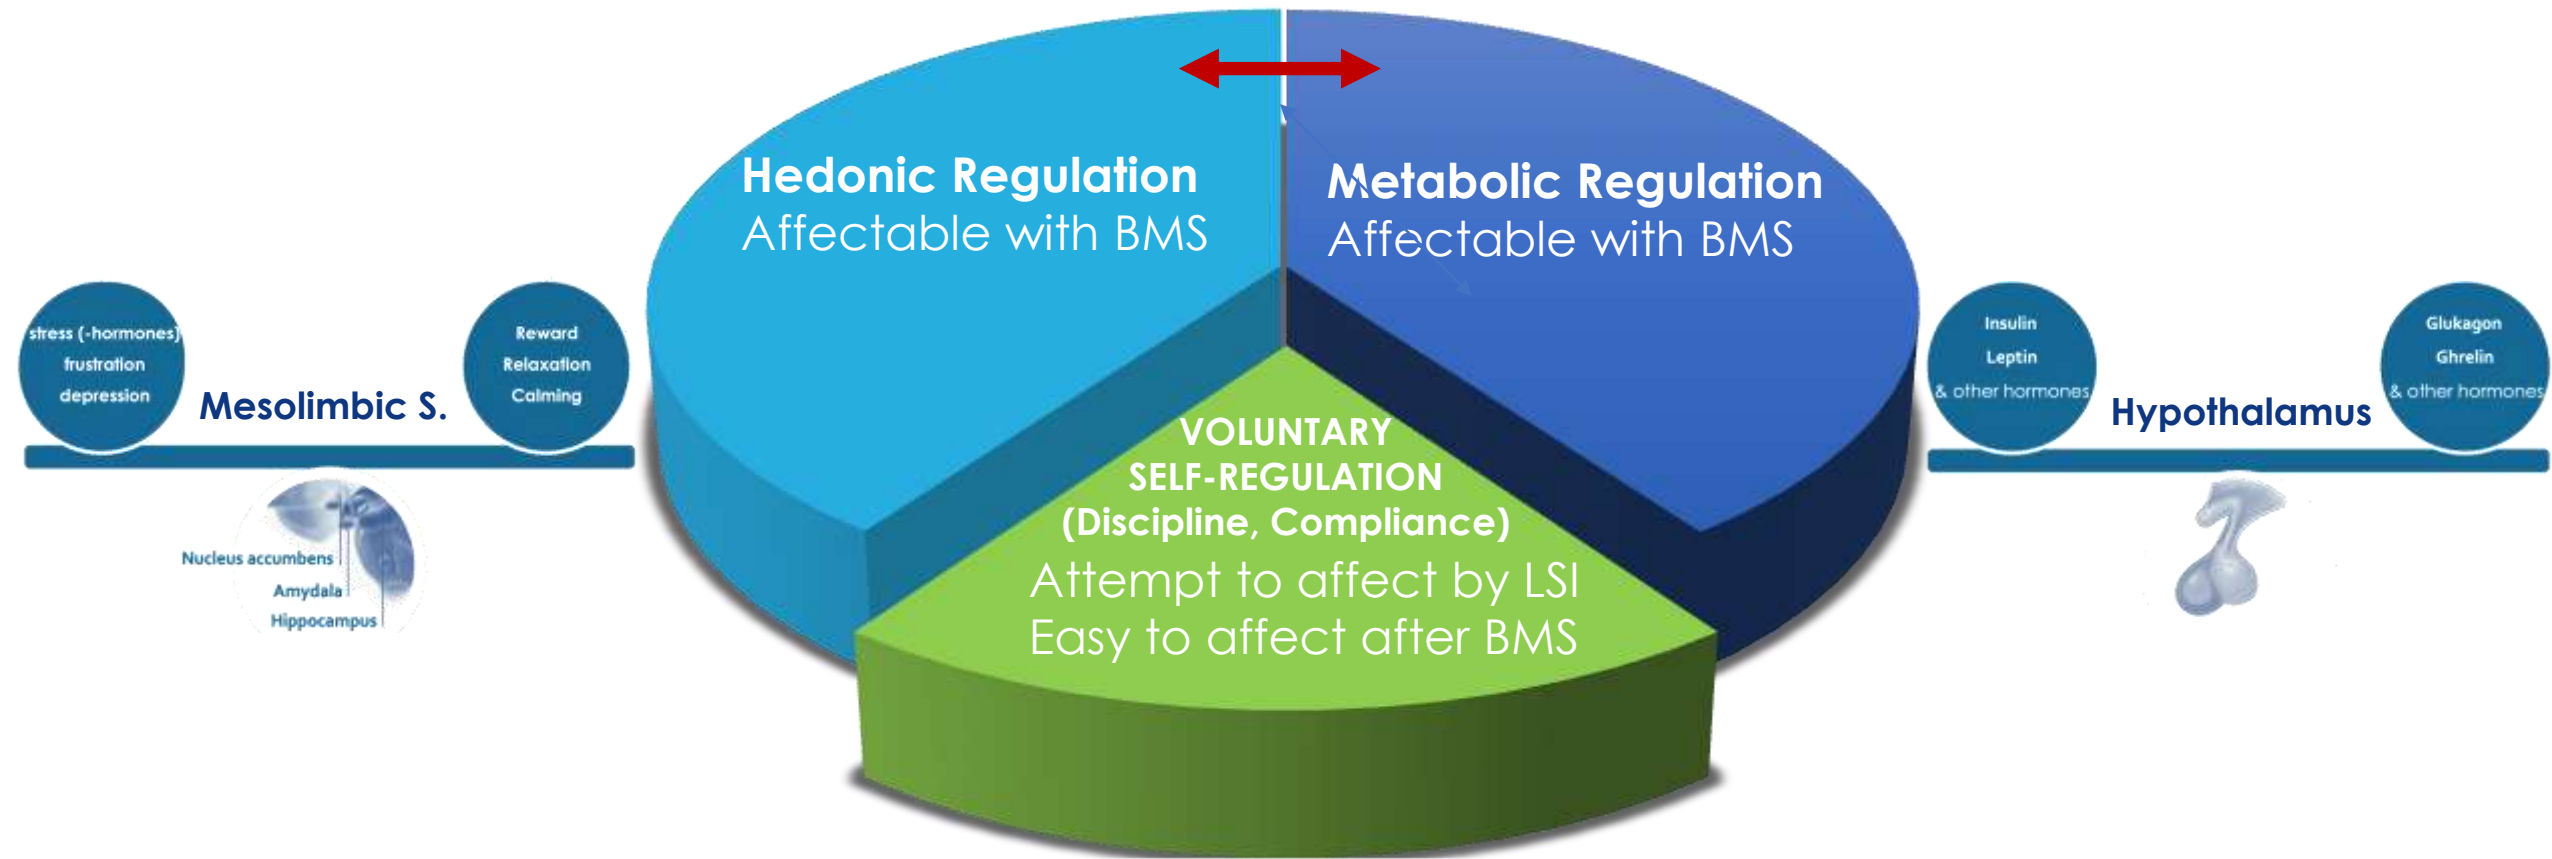 Hedonic Regulation
Affectable with BMS
Metabolic Regulation
Affectable with BMS
stress (-hormones)
frustration
depression
Mesolimbic S.
Reward
Relaxation
Calming
Nucleus accumbens
Amydala
Hippocampus
VOLUNTARY
SELF-REGULATION
(Discipline, Compliance)
Attempt to affect by LSI
Easy to affect after BMS
Insulin
Leptin
& other hormones
Hypothalamus
Glukagon
Ghrelin
& other hormones